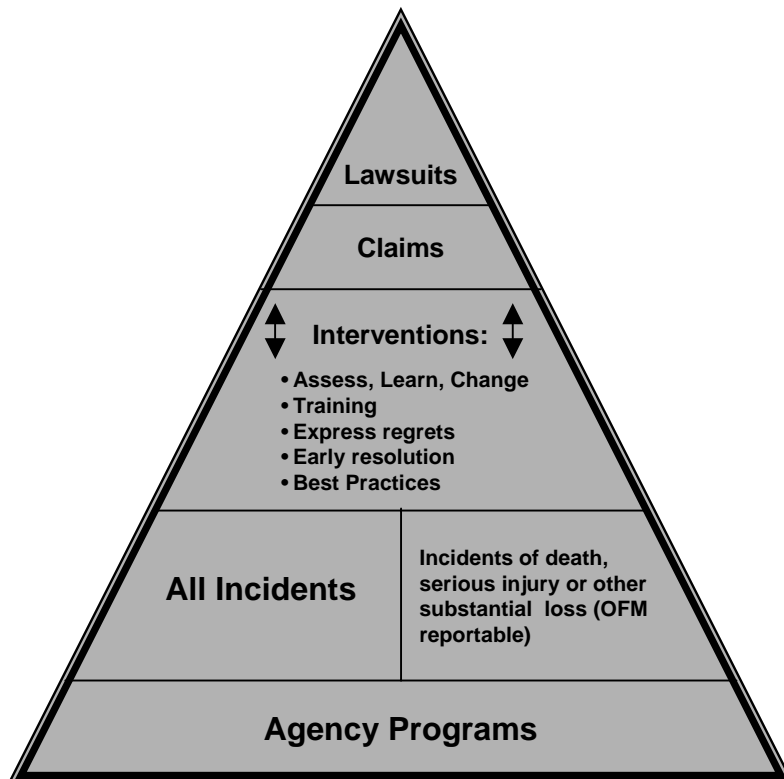 Lawsuits
Claims
Interventions:
• Assess, Learn, Change
• Training
• Express regrets
• Early resolution
• Best Practices
All Incidents
Incidents of death,
serious injury or other
substantial loss (OFM
reportable)
Agency Programs